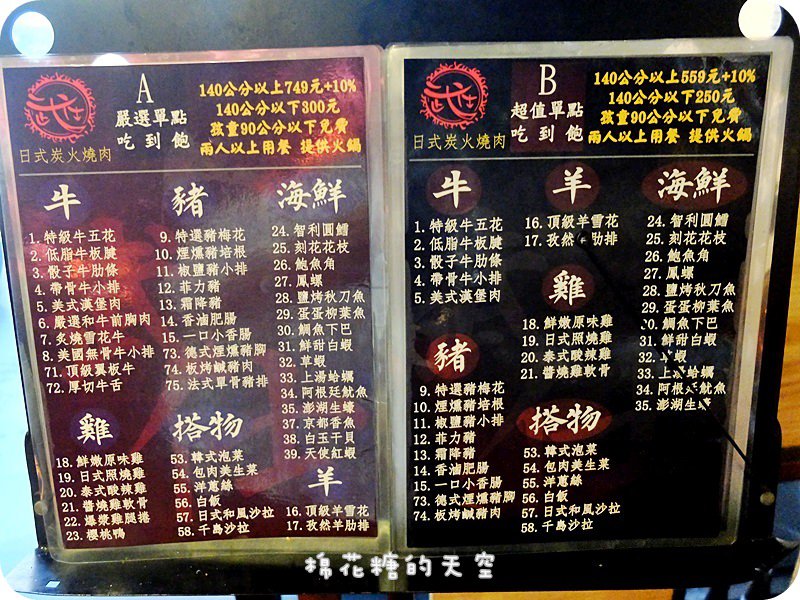 日式炭火燒肉
A
嚴選單點
吃到飽
140公分以上749元+10%
140公分以下300元
孩童90公分以下免費
兩人以上用餐 提供火鍋
牛
1. 特級牛五花
2. 低脂牛板腱
3. 骰子牛肋條
4. 帶骨牛小排
5. 美式漢堡肉
6. 嚴選和牛前胸肉
7. 炙燒雪花牛
8. 美國無骨牛小排
71. 頂級翼板牛
72. 厚切牛舌
豬
9. 特選豬梅花
10. 煙燻豬培根
11. 椒鹽豬小排
12. 菲力豬
13. 霜降豬
14. 香滷肥腸
15. 一口小香腸
73. 德式煙燻豬腳
74. 板烤鹹豬肉
75. 法式單骨豬排
海鮮
24. 智利圓鱈
25. 刻花花枝
26. 鮑魚角
27. 鳳螺
28. 鹽烤秋刀魚
29. 蛋蛋柳葉魚
30. 鯛魚下巴
31. 鮮甜白蝦
32. 草蝦
33. 上湯蛤蠣
34. 阿根廷魷魚
35. 澎湖生蠔
37. 京都香魚
38. 白玉干貝
39. 天使紅蝦
雞
18. 鮮嫩原味雞
19. 日式照燒雞
20. 泰式酸辣雞
21. 醬燒雞軟骨
22. 爆漿雞腿捲
23. 櫻桃鴨
搭物
53. 韓式泡菜
54. 包肉美生菜
55. 洋蔥絲
56. 白飯
57. 日式和風沙拉
58. 千島沙拉
羊
16. 頂級羊雪花
17. 孜然羊肋排
日式炭火燒肉
B
超值單點
吃到飽
140公分以上559元+10%
140公分以下250元
孩童90公分以下免費
兩人以上用餐 提供火鍋
牛
1. 特級牛五花
2. 低脂牛板腱
3. 骰子牛肋條
4. 帶骨牛小排
5. 美式漢堡肉
豬
9. 特選豬梅花
10. 煙燻豬培根
11. 椒鹽豬小排
12. 菲力豬
13. 霜降豬
14. 香滷肥腸
15. 一口小香腸
73. 德式煙燻豬腳
74. 板烤鹹豬肉
羊
16. 頂級羊雪花
17. 孜然羊肋排
雞
18. 鮮嫩原味雞
19. 日式照燒雞
20. 泰式酸辣雞
21. 醬燒雞軟骨
搭物
53. 韓式泡菜
54. 包肉美生菜
55. 洋蔥絲
56. 白飯
57. 日式和風沙拉
58. 千島沙拉
海鮮
24. 智利圓鱈
25. 刻花花枝
26. 鮑魚角
27. 鳳螺
28. 鹽烤秋刀魚
29. 蛋蛋柳葉魚
30. 鯛魚下巴
31. 鮮甜白蝦
32. 草蝦
33. 上湯蛤蠣
34. 阿根廷魷魚
35. 澎湖生蠔
棉花糖的天空